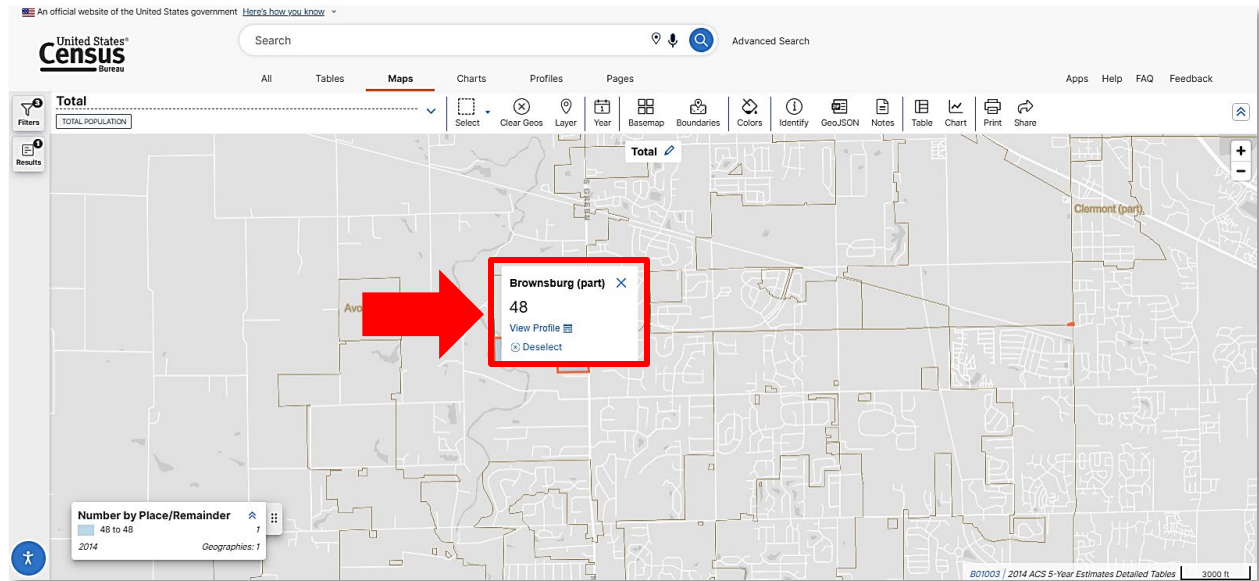 An official website of the United States government Here's how you know
United States®
Census
Bureau
Search
Advanced Search
All Tables Maps Charts Profiles Pages
Apps Help FAQ Feedback
3
Filters
Total
TOTAL POPULATION
Select Clear Geos Layer Year Basemap Boundaries Colors Identify GeoJSON Notes Table Chart Print Share
0
Results
Total
+
-
S GREEN
Clermont (part)
Brownsburg (part)
48
View Profile
Deselect
Avo
Number by Place/Remainder
48 to 48 1
2014 Geographies: 1
B01003 | 2014 ACS 5-Year Estimates Detailed Tables
3000 ft